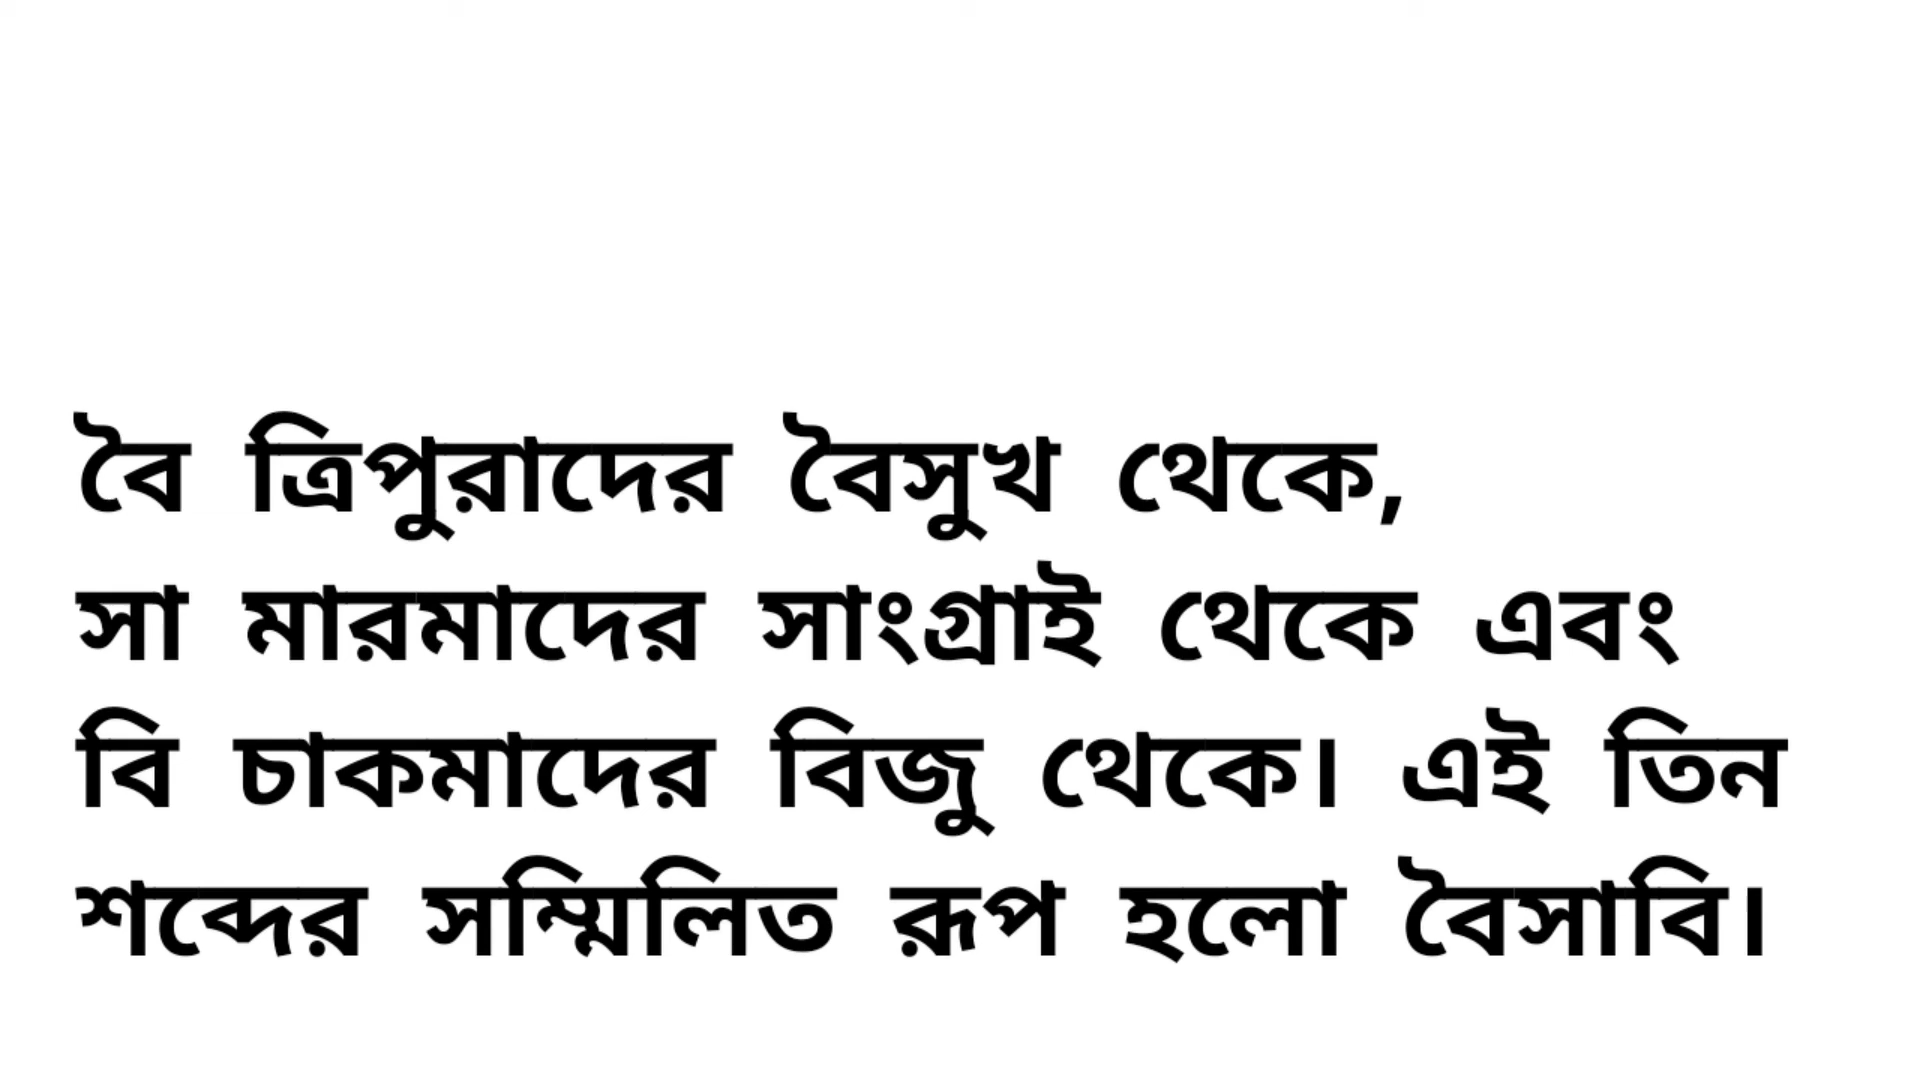 বৈ ত্রিপুরাদের বৈসুখ থেকে,
সা মারমাদের সাংগ্রাই থেকে এবং
বি চাকমাদের বিজু থেকে। এই তিন
শব্দের সম্মিলিত রূপ হলো বৈসাবি।